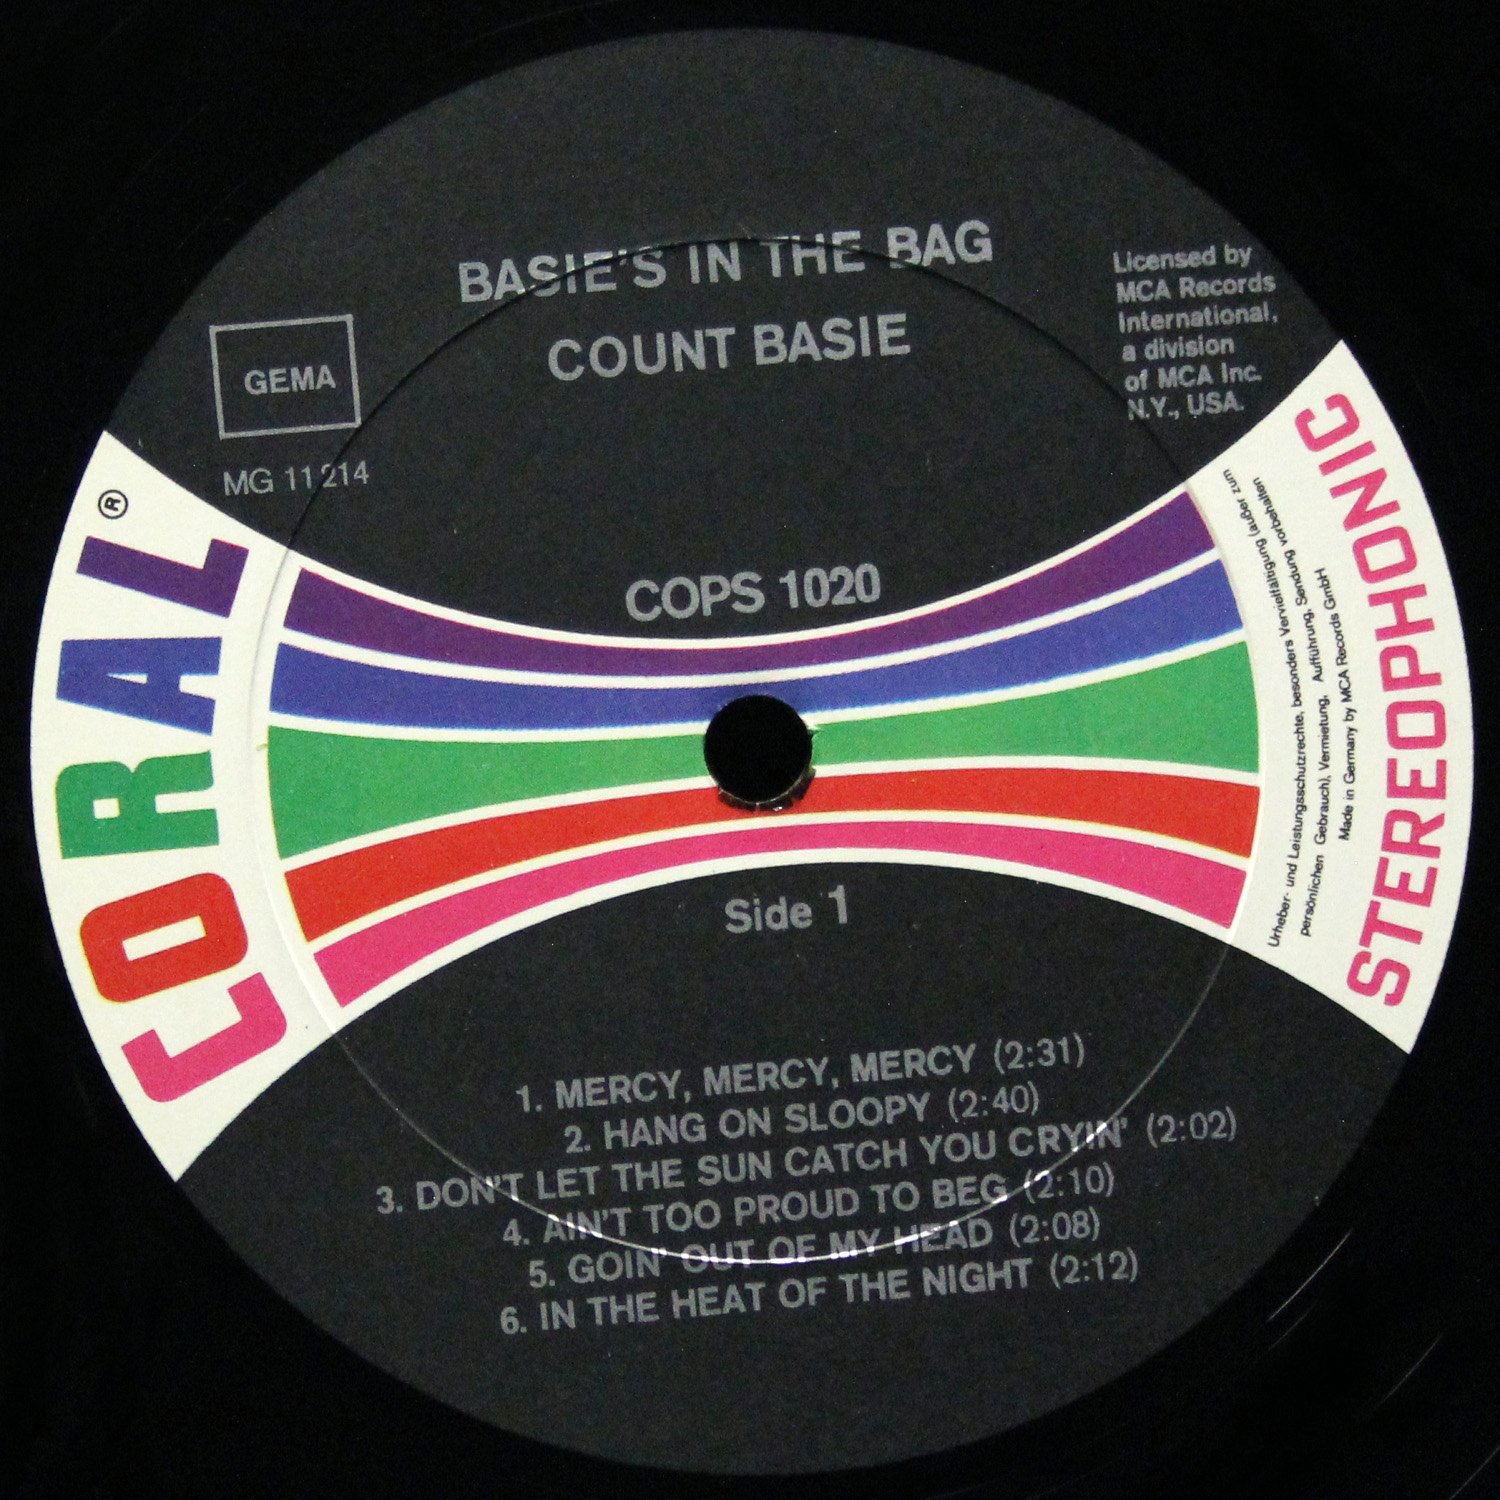 BASIE'S IN THE BAG
COUNT BASIE
Licensed by
MCA Records
International,
a division
of MCA Inc.
N.Y., USA.
GEMA
MG 11 214
CORAL®
COPS 1020
STEREOPHONIC
Urheber- und Leistungsschutzrechte, besonders Vervielfältigung (außer zum
persönlichen Gebrauch), Vermietung, Aufführung, Sendung vorbehalten
Made in Germany by MCA Records GmbH
Side 1
1. MERCY, MERCY, MERCY (2:31)
2. HANG ON SLOOPY (2:40)
3. DON'T LET THE SUN CATCH YOU CRYIN' (2:02)
4. AIN'T TOO PROUD TO BEG (2:10)
5. GOIN' OUT OF MY HEAD (2:08)
6. IN THE HEAT OF THE NIGHT (2:12)